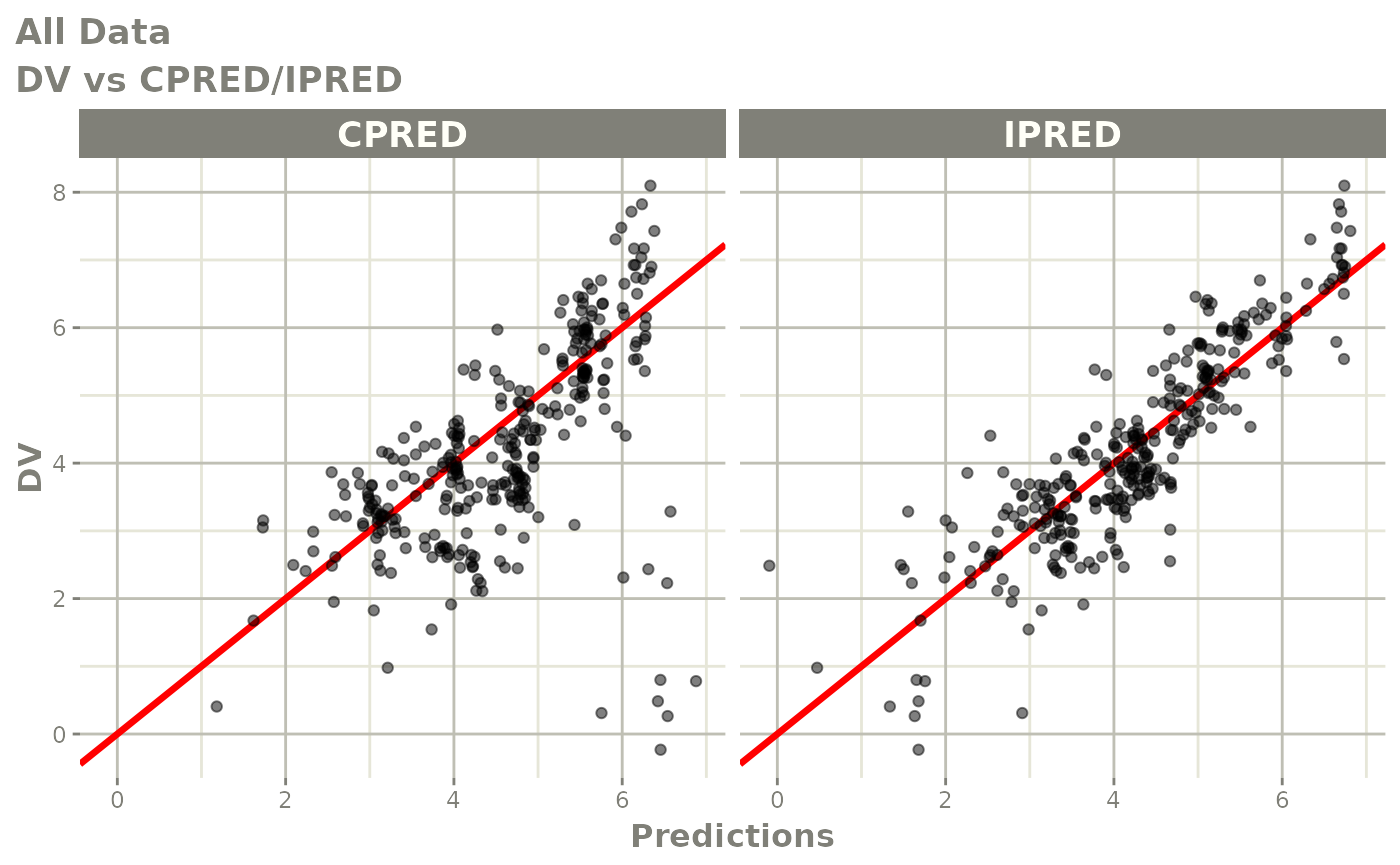 All Data
DV vs CPRED/IPRED
CPRED IPRED
8
6
4
2
0
DV
0 2 4 6 0 2 4 6
Predictions